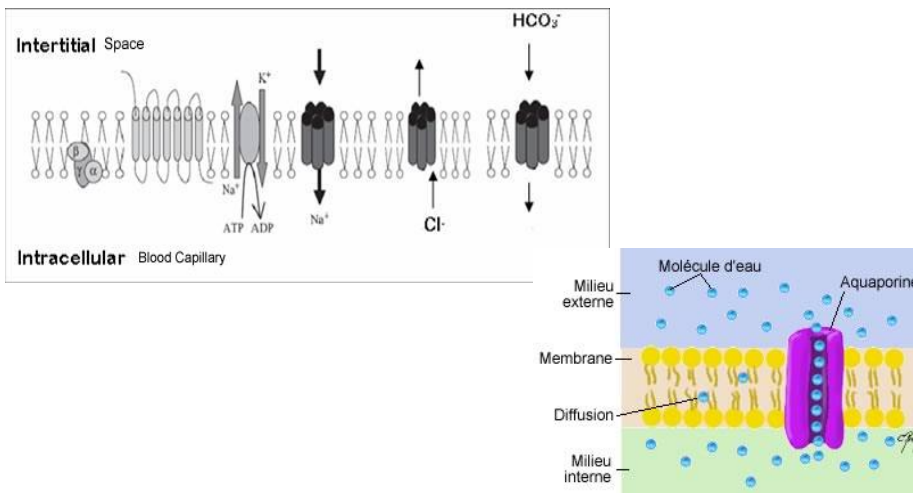 HCO₃⁻
Intertitial Space
K⁺
β
γ
α
Na⁺
ATP
ADP
Na⁺
Cl-
Intracellular Blood Capillary
Molécule d'eau
Milieu
externe
Aquaporine
Membrane
Diffusion
Milieu
interne